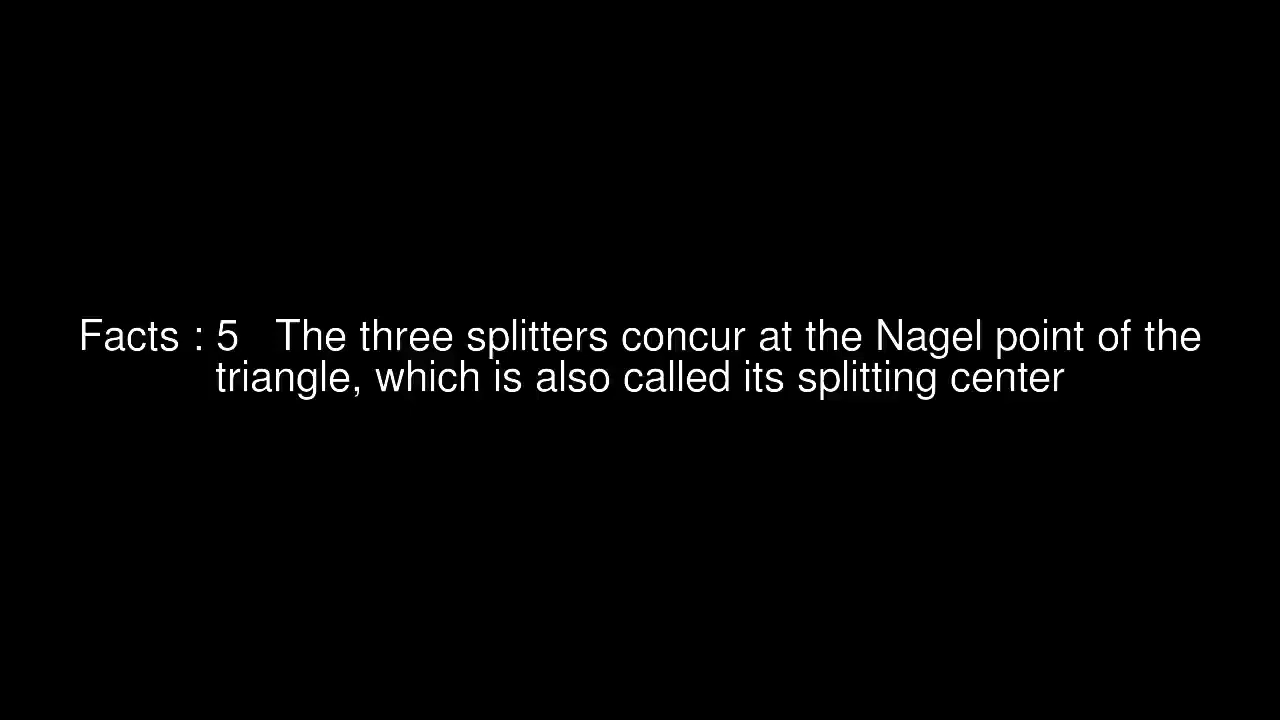 Facts : 5   The three splitters concur at the Nagel point of the
triangle, which is also called its splitting center